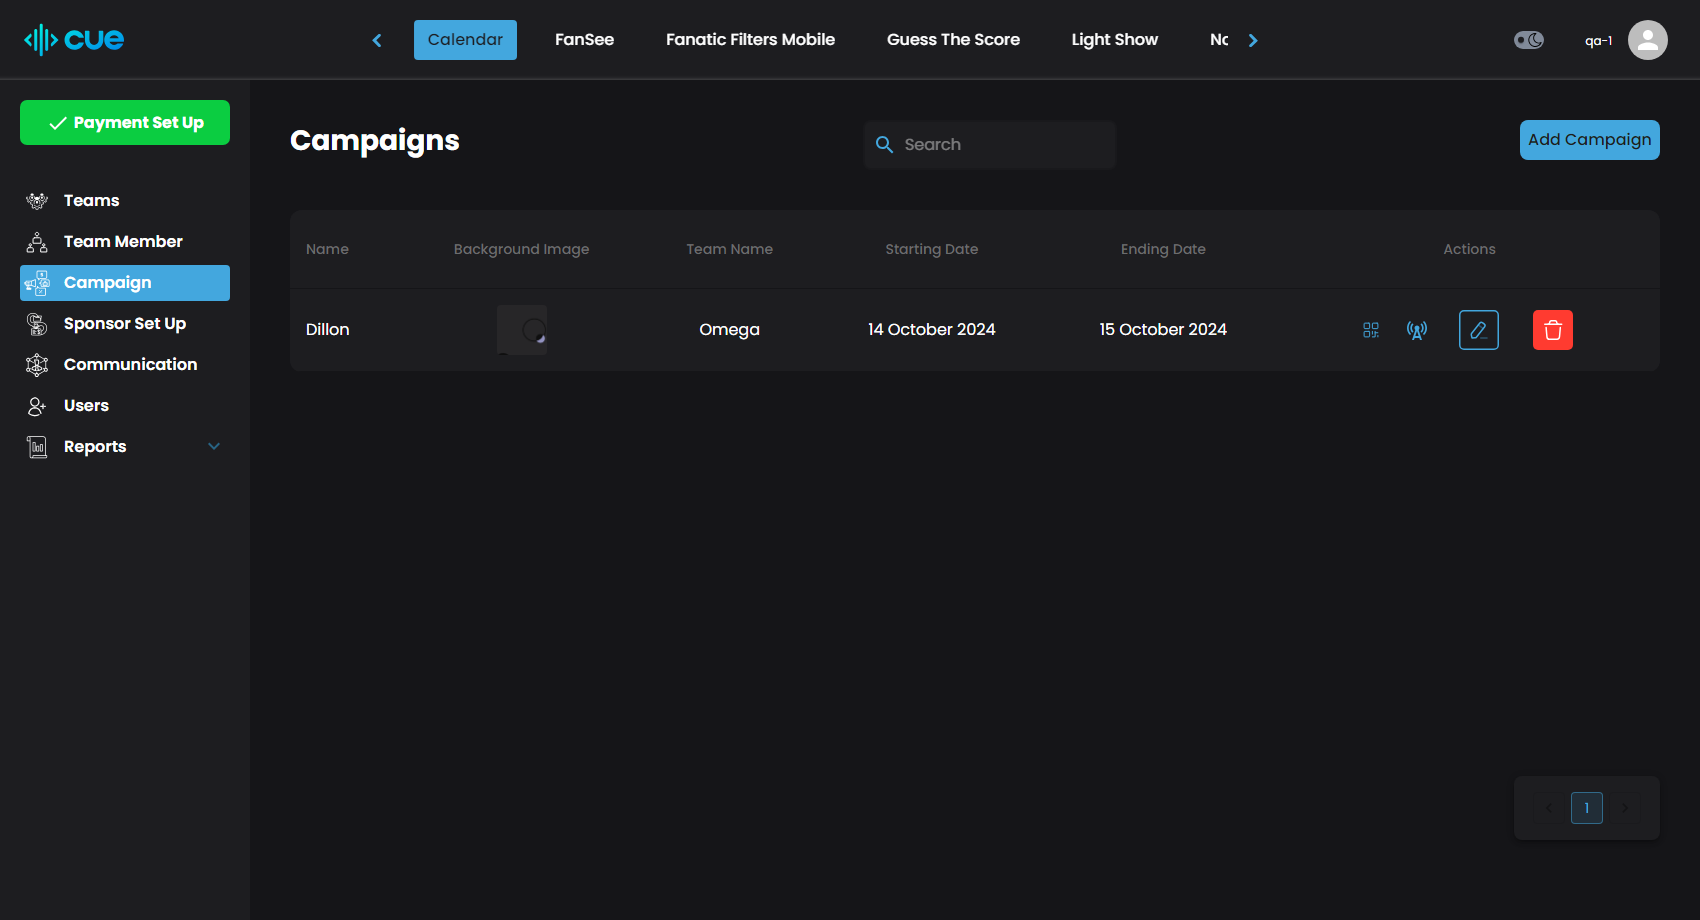 cue
Calendar FanSee Fanatic Filters Mobile Guess The Score Light Show
qa-1
Payment Set Up
Teams
Team Member
Campaign
Sponsor Set Up
Communication
Users
Reports
Campaigns
Search
Add Campaign
Name Background Image Team Name Starting Date Ending Date Actions
Dillon Omega 14 October 2024 15 October 2024
1